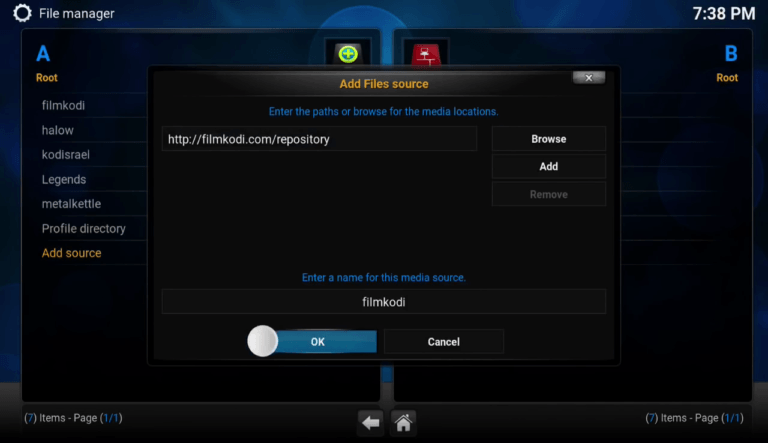 File manager
7:38 PM
A
B
Root
Root
Add Files source
Enter the paths or browse for the media locations.
http://filmkodi.com/repository
Browse
Add
Remove
filmkodi
halow
kodisrael
Legends
metalkettle
Profile directory
Add source
Enter a name for this media source.
filmkodi
OK
Cancel
(7) Items - Page (1/1)
(7) Items - Page (1/1)